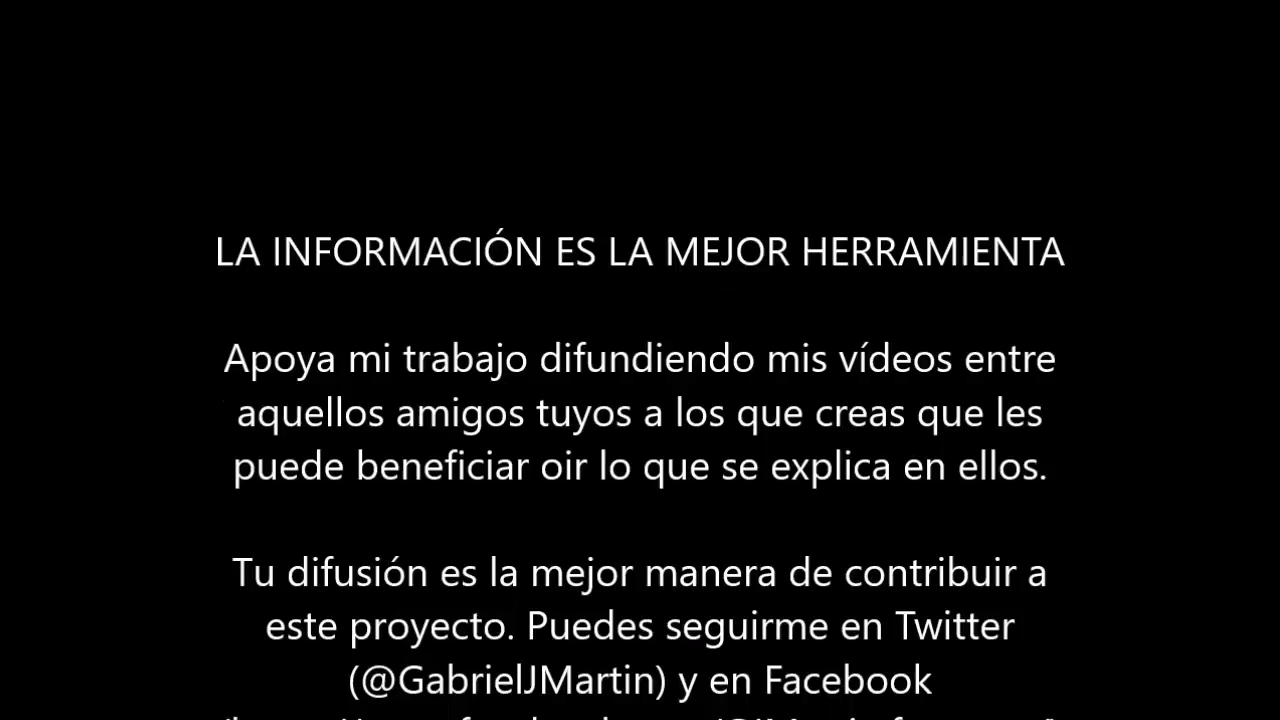 LA INFORMACIÓN ES LA MEJOR HERRAMIENTA
Apoya mi trabajo difundiendo mis vídeos entre
aquellos amigos tuyos a los que creas que les
puede beneficiar oir lo que se explica en ellos.
Tu difusión es la mejor manera de contribuir a
este proyecto. Puedes seguirme en Twitter
(@GabrielJMartin) y en Facebook